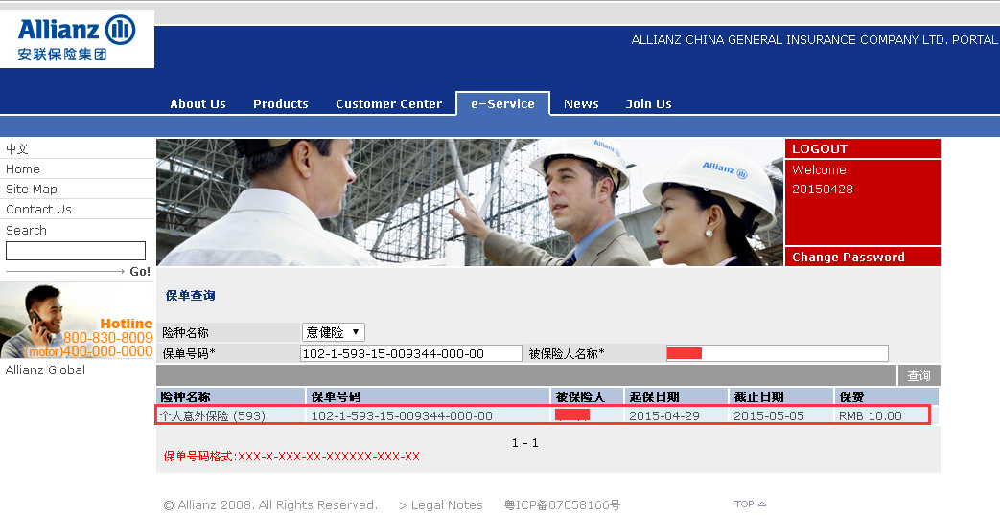 Allianz
安联保险集团
ALLIANZ CHINA GENERAL INSURANCE COMPANY LTD. PORTAL
About Us Products Customer Center e-Service News Join Us
中文
Home
Site Map
Contact Us
Search
Go!
Hotline
800-830-8009
(motor)400-000-0000
Allianz Global
Allianz
Allianz
LOGOUT
Welcome
20150428
Change Password
保单查询
险种名称 意健险
保单号码* 102-1-593-15-009344-000-00 被保险人名称*
查询
险种名称 保单号码 被保险人 起保日期 截止日期 保费
个人意外保险 (593) 102-1-593-15-009344-000-00 2015-04-29 2015-05-05 RMB 10.00
1 - 1
保单号码格式:XXX-X-XXX-XX-XXXXXX-XXX-XX
© Allianz 2008. All Rights Reserved. > Legal Notes 粤ICP备07058166号 TOP